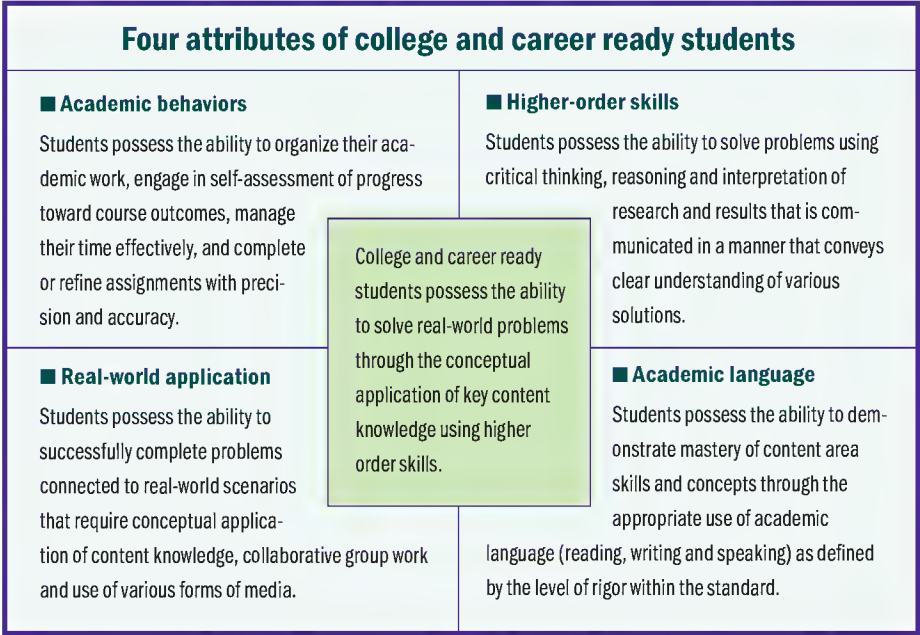 Four attributes of college and career ready students
■ Academic behaviors
Students possess the ability to organize their aca-
demic work, engage in self-assessment of progress
toward course outcomes, manage
their time effectively, and complete
or refine assignments with preci-
sion and accuracy.
■ Higher-order skills
Students possess the ability to solve problems using
critical thinking, reasoning and interpretation of
research and results that is com-
municated in a manner that conveys
clear understanding of various
solutions.
College and career ready
students possess the ability
to solve real-world problems
through the conceptual
application of key content
knowledge using higher
order skills.
■ Real-world application
Students possess the ability to
successfully complete problems
connected to real-world scenarios
that require conceptual applica-
tion of content knowledge, collaborative group work
and use of various forms of media.
■ Academic language
Students possess the ability to dem-
onstrate mastery of content area
skills and concepts through the
appropriate use of academic
language (reading, writing and speaking) as defined
by the level of rigor within the standard.